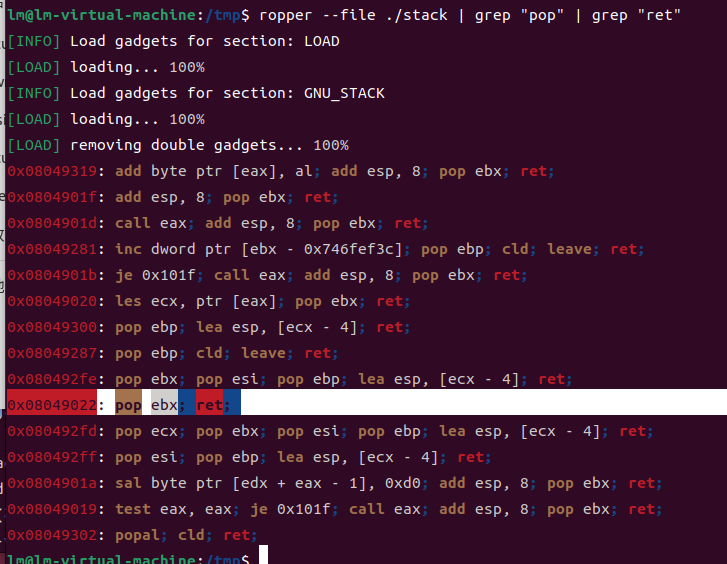 lm@lm-virtual-machine:/tmp$ ropper --file ./stack | grep "pop" | grep "ret"
[INFO] Load gadgets for section: LOAD
[LOAD] loading... 100%
[INFO] Load gadgets for section: GNU_STACK
[LOAD] loading... 100%
[LOAD] removing double gadgets... 100%
0x08049319: add byte ptr [eax], al; add esp, 8; pop ebx; ret;
0x0804901f: add esp, 8; pop ebx; ret;
0x0804901d: call eax; add esp, 8; pop ebx; ret;
0x08049281: inc dword ptr [ebx - 0x746fef3c]; pop ebp; cld; leave; ret;
0x0804901b: je 0x101f; call eax; add esp, 8; pop ebx; ret;
0x08049020: les ecx, ptr [eax]; pop ebx; ret;
0x08049300: pop ebp; lea esp, [ecx - 4]; ret;
0x08049287: pop ebp; cld; leave; ret;
0x080492fe: pop ebx; pop esi; pop ebp; lea esp, [ecx - 4]; ret;
0x08049022: pop ebx; ret;
0x080492fd: pop ecx; pop ebx; pop esi; pop ebp; lea esp, [ecx - 4]; ret;
0x080492ff: pop esi; pop ebp; lea esp, [ecx - 4]; ret;
0x0804901a: sal byte ptr [edx + eax - 1], 0xd0; add esp, 8; pop ebx; ret;
0x08049019: test eax, eax; je 0x101f; call eax; add esp, 8; pop ebx; ret;
0x08049302: popal; cld; ret;
lm@lm-virtual-machine:/tmp$